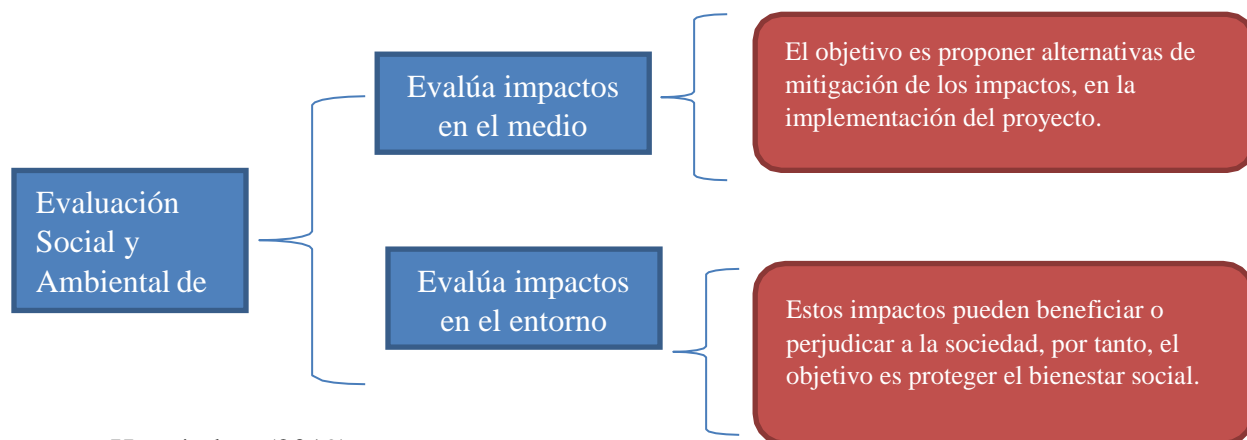 Evaluación
Social y
Ambiental de
Evalúa impactos
en el medio
El objetivo es proponer alternativas de
mitigación de los impactos, en la
implementación del proyecto.
Evalúa impactos
en el entorno
Estos impactos pueden beneficiar o
perjudicar a la sociedad, por tanto, el
objetivo es proteger el bienestar social.